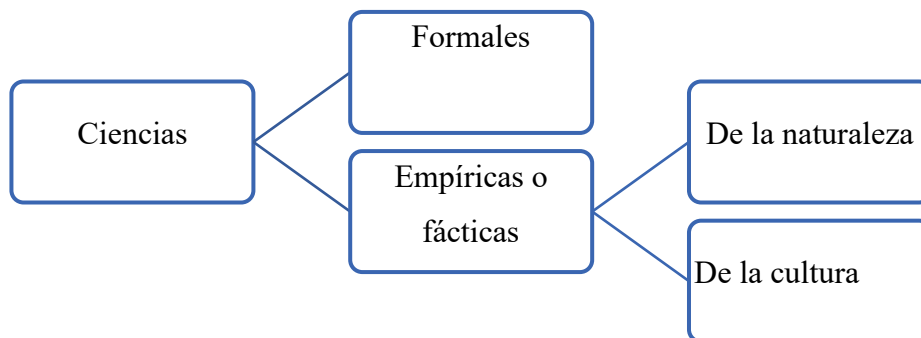 Ciencias
Formales
Empíricas o
fácticas
De la naturaleza
De la cultura